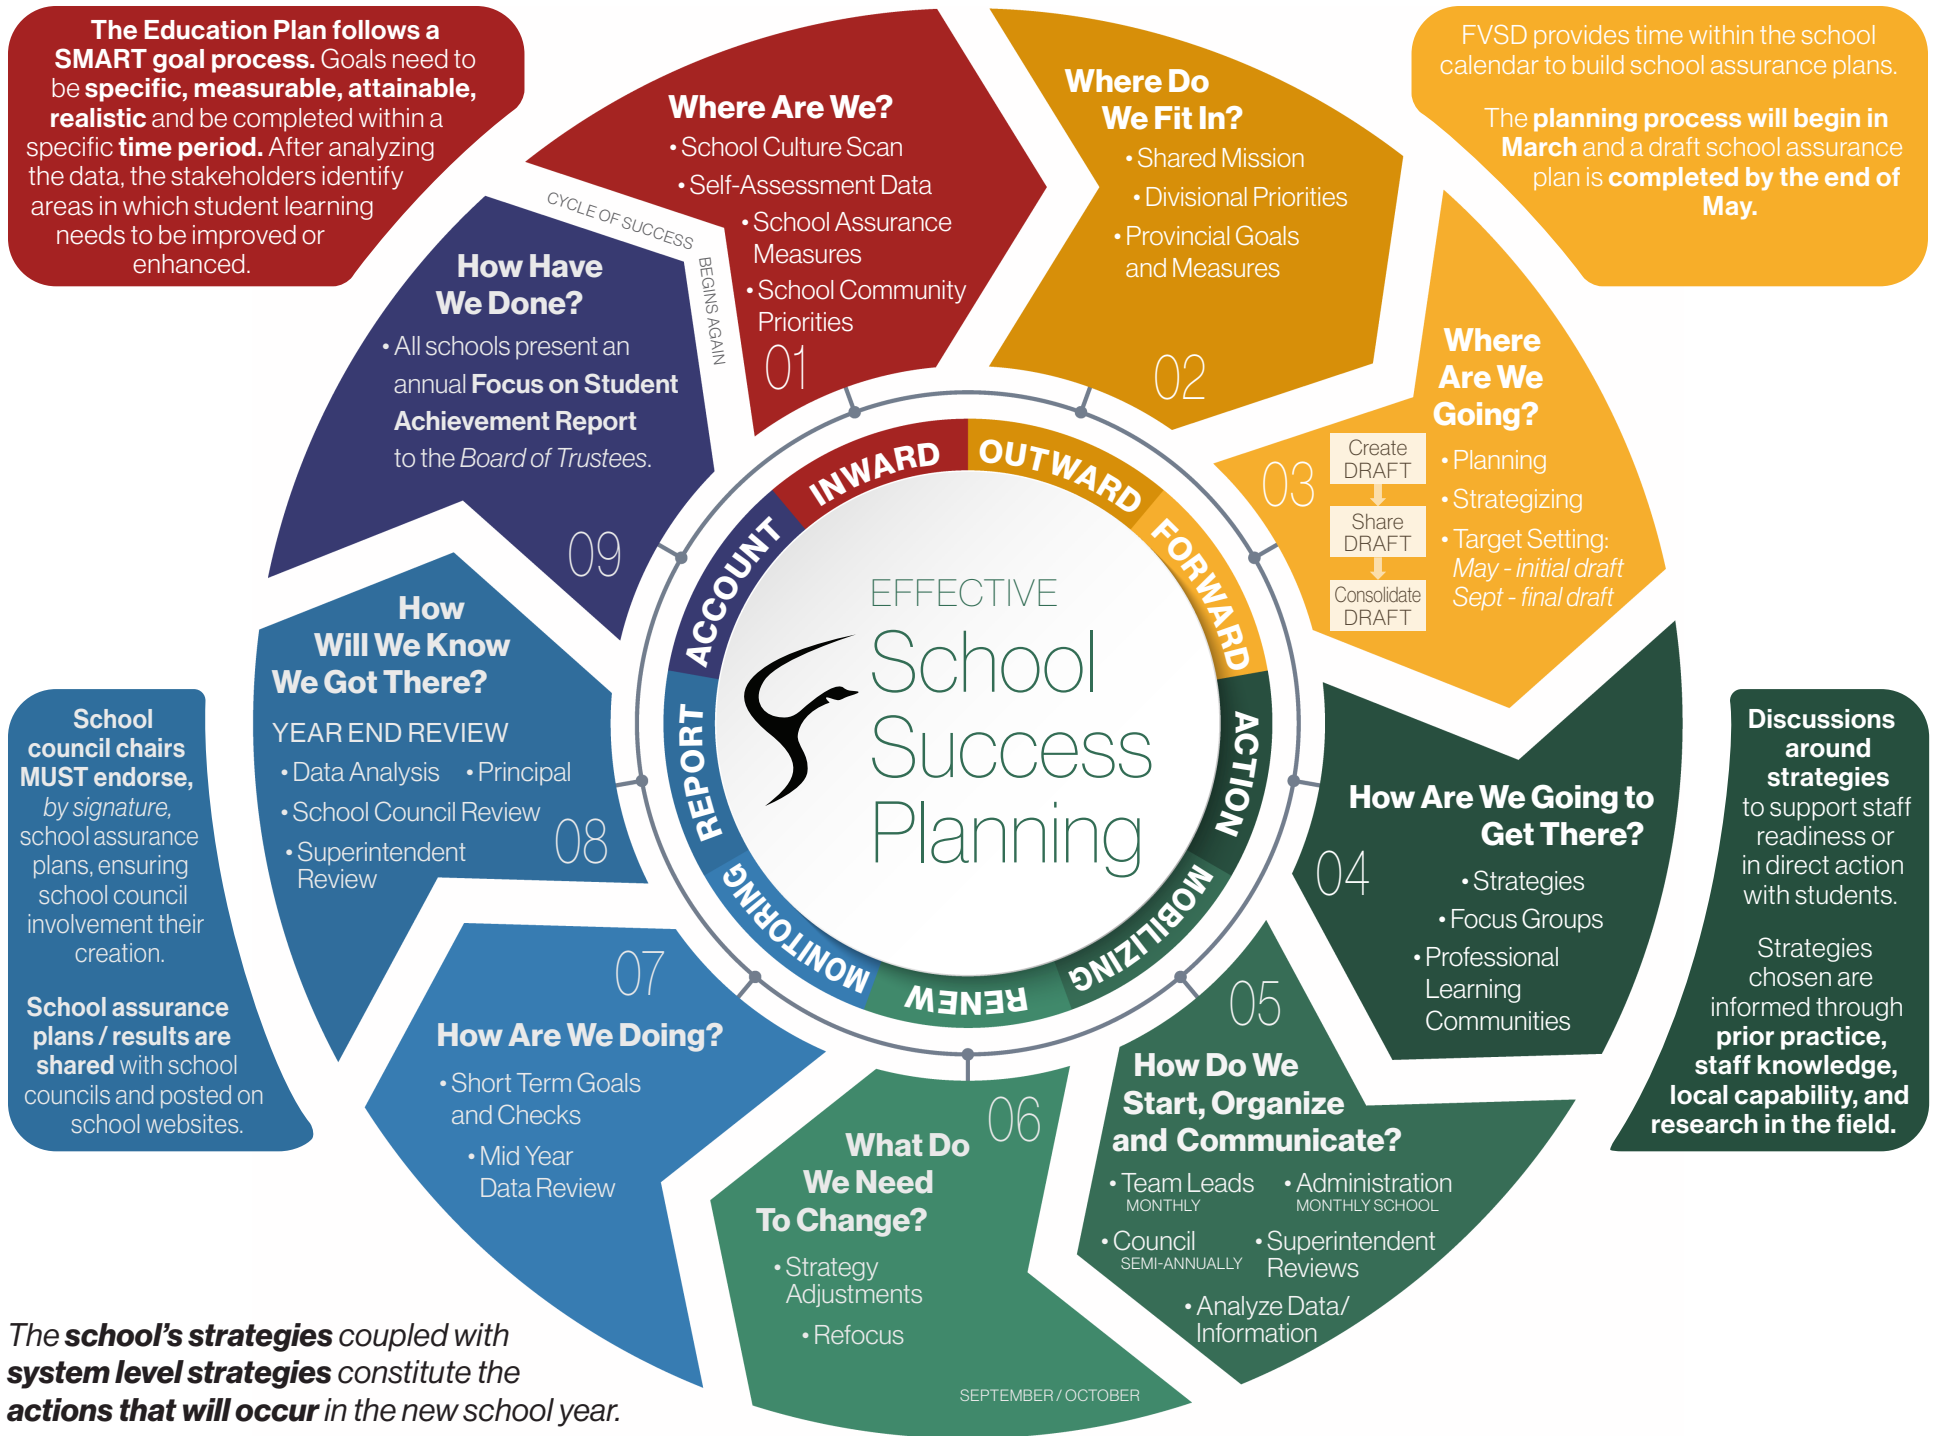 The Education Plan follows a
SMART goal process. Goals need to
be specific, measurable, attainable,
realistic and be completed within a
specific time period. After analyzing
the data, the stakeholders identify
areas in which student learning
needs to be improved or
enhanced.
FVSD provides time within the school
calendar to build school assurance plans.
The planning process will begin in
March and a draft school assurance
plan is completed by the end of
May.
Where Are We?
• School Culture Scan
• Self-Assessment Data
• School Assurance
Measures
• School Community
Priorities
01
Where Do
We Fit In?
• Shared Mission
• Divisional Priorities
• Provincial Goals
and Measures
02
Where
Are We
Going?
• Planning
• Strategizing
• Target Setting:
May - initial draft
Sept - final draft
03
Create
DRAFT
Share
DRAFT
Consolidate
DRAFT
How Are We Going to
Get There?
• Strategies
• Focus Groups
• Professional
Learning
Communities
04
Discussions
around
strategies
to support staff
readiness or
in direct action
with students.
Strategies
chosen are
informed through
prior practice,
staff knowledge,
local capability, and
research in the field.
05
How Do We
Start, Organize
and Communicate?
• Team Leads
MONTHLY
• Administration
MONTHLY SCHOOL
• Council
SEMI-ANNUALLY
• Superintendent
Reviews
• Analyze Data/
Information
06
What Do
We Need
To Change?
• Strategy
Adjustments
• Refocus
SEPTEMBER / OCTOBER
07
How Are We Doing?
• Short Term Goals
and Checks
• Mid Year
Data Review
How
Will We Know
We Got There?
YEAR END REVIEW
• Data Analysis
• Principal
• School Council Review
• Superintendent
Review
08
School
council chairs
MUST endorse,
by signature,
school assurance
plans, ensuring
school council
involvement their
creation.
School assurance
plans / results are
shared with school
councils and posted on
school websites.
How Have
We Done?
• All schools present an
annual Focus on Student
Achievement Report
to the Board of Trustees.
09
CYCLE OF SUCCESS
BEGINS AGAIN
INWARD
OUTWARD
FORWARD
ACTION
MOBILIZING
RENEW
MONITORING
REPORT
ACCOUNT
EFFECTIVE
School
Success
Planning
The school's strategies coupled with
system level strategies constitute the
actions that will occur in the new school year.